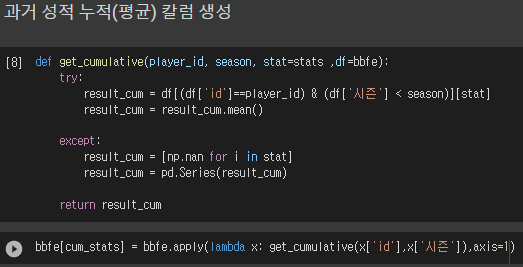 과거 성적 누적(평균) 칼럼 생성
[8] def get_cumulative(player_id, season, stat=stats ,df=bbfe):
try:
result_cum = df[(df['id']==player_id) & (df['시즌'] < season)][stat]
result_cum = result_cum.mean()
except:
result_cum = [np.nan for i in stat]
result_cum = pd.Series(result_cum)
return result_cum
bbfe[cum_stats] = bbfe.apply(lambda x: get_cumulative(x['id'],x['시즌']),axis=1)